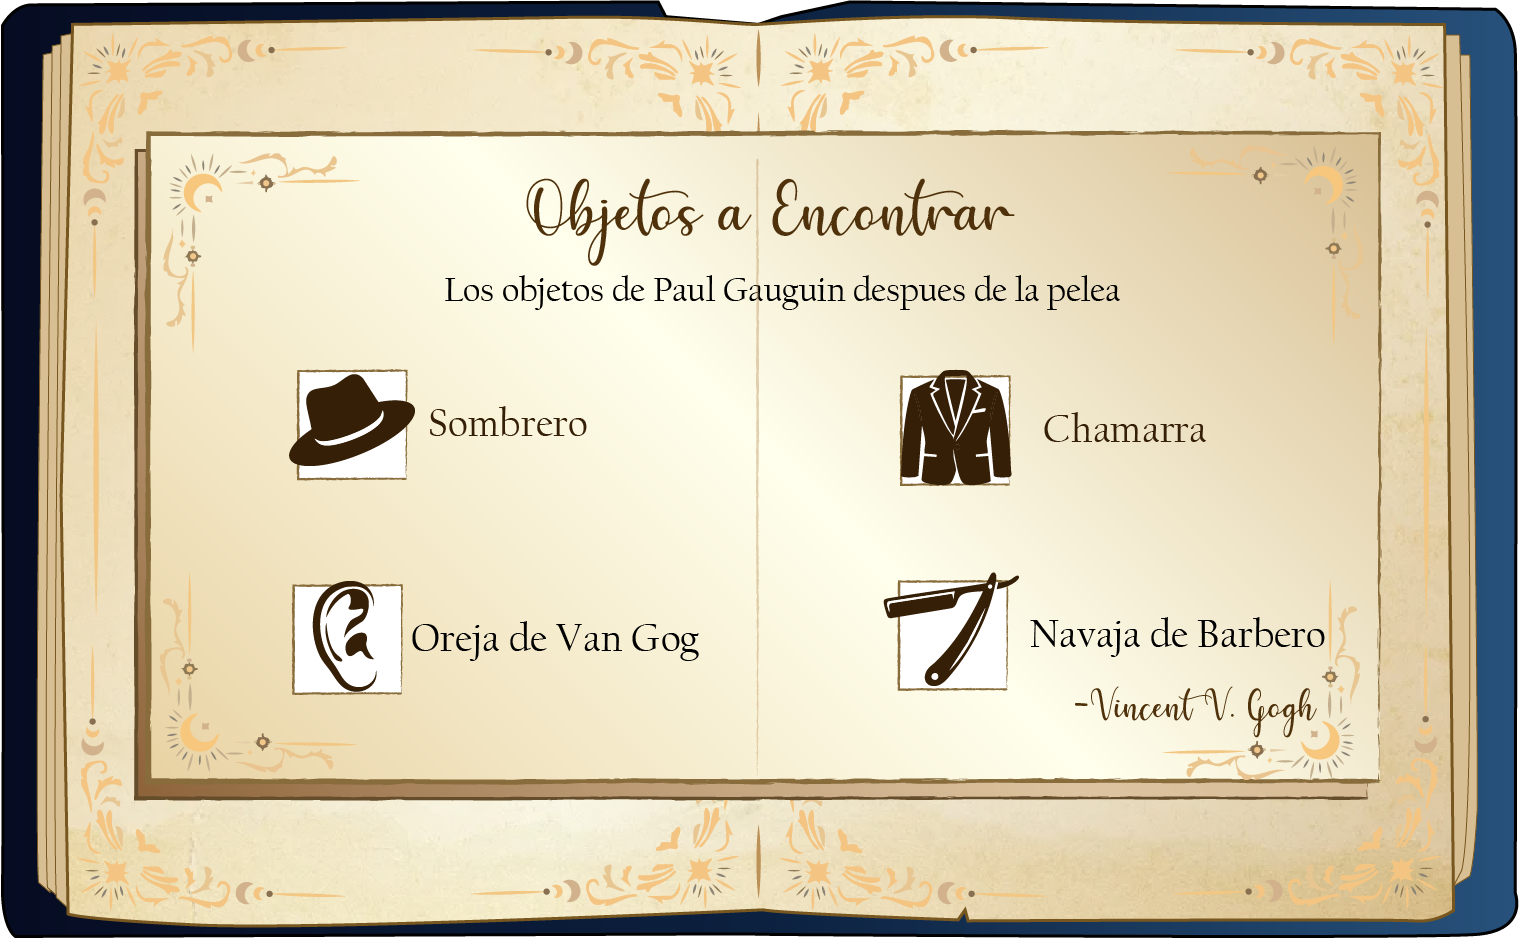 Objetos a Encontrar
Los objetos de Paul Gauguin despues de la pelea
Sombrero
Chamarra
Oreja de Van Gog
Navaja de Barbero
-Vincent V. Gogh